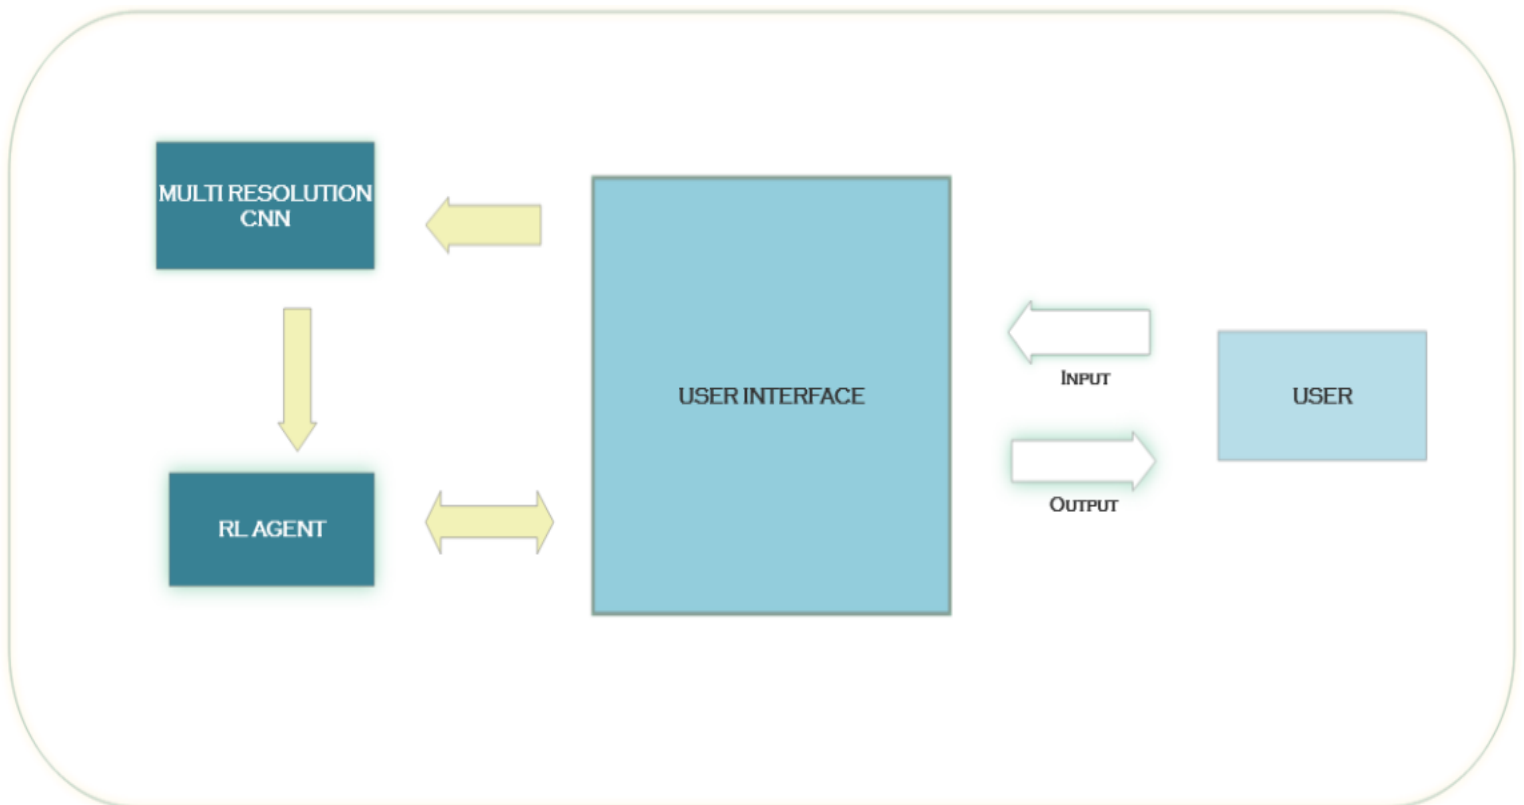 MULTI RESOLUTION
CNN
RL AGENT
USER INTERFACE
INPUT
OUTPUT
USER